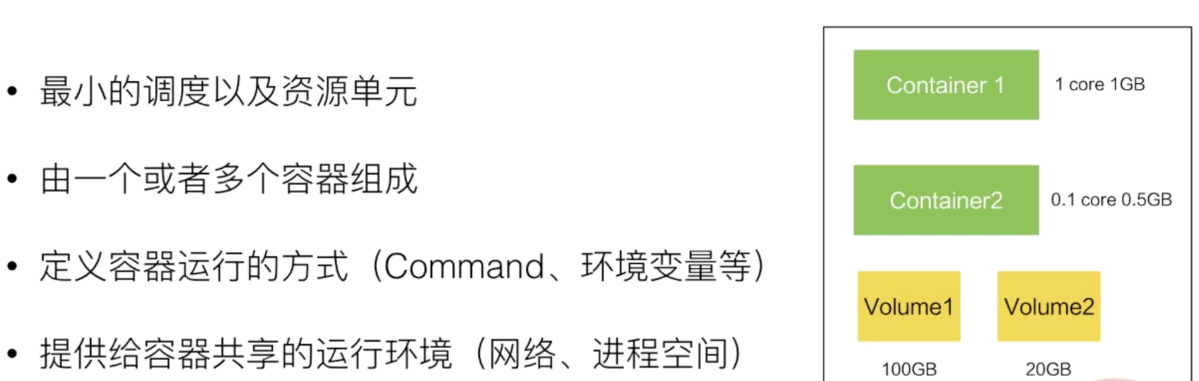 • 最小的调度以及资源单元
• 由一个或者多个容器组成
• 定义容器运行的方式（Command、环境变量等）
• 提供给容器共享的运行环境（网络、进程空间）
Container 1 1 core 1GB
Container2 0.1 core 0.5GB
Volume1 Volume2
100GB 20GB